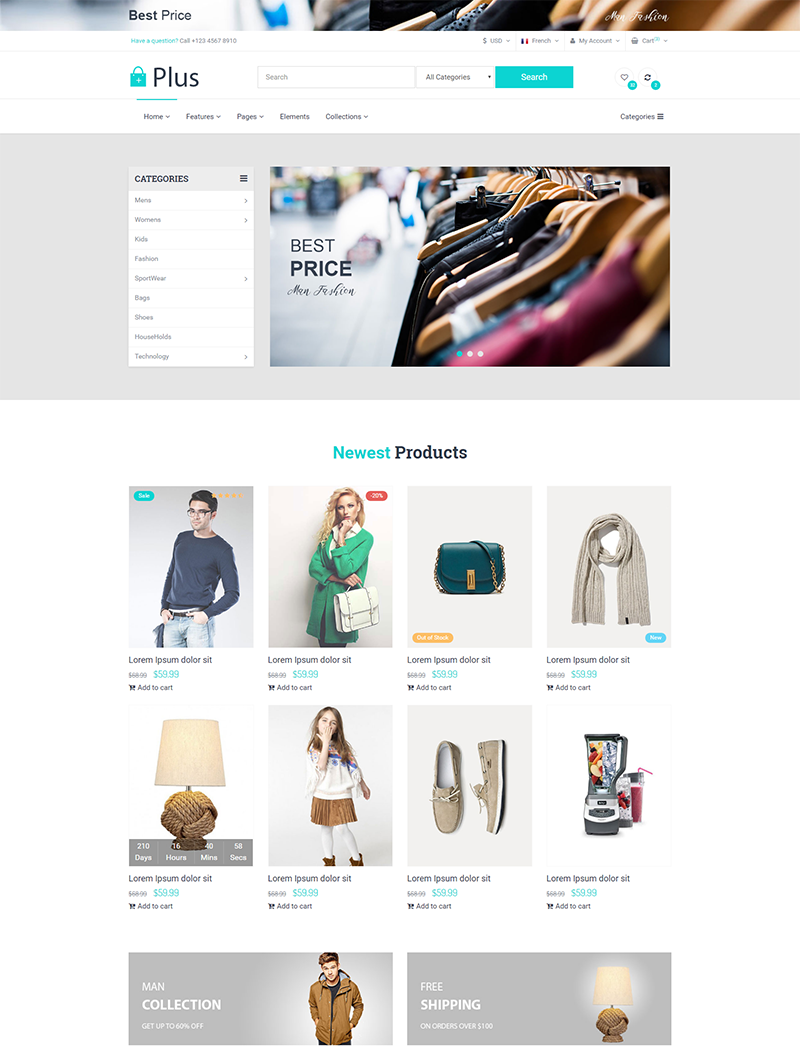 Best Price
Man Fashion
Have a question? Call +123 4567 8910
$ USD French My Account Cart
Plus
Search All Categories Search
Home Features Pages Elements Collections Categories
CATEGORIES
Mens
Womens
Kids
Fashion
SportWear
Bags
Shoes
HouseHolds
Technology
BEST
PRICE
Man Fashion
Newest Products
Sale
-20%
Out of Stock
New
Lorem Ipsum dolor sit Lorem Ipsum dolor sit Lorem Ipsum dolor sit Lorem Ipsum dolor sit
$68.99 $59.99 $68.99 $59.99 $68.99 $59.99 $68.99 $59.99
Add to cart Add to cart Add to cart Add to cart
210 16 40 58
Days Hours Mins Secs
Lorem Ipsum dolor sit Lorem Ipsum dolor sit Lorem Ipsum dolor sit Lorem Ipsum dolor sit
$68.99 $59.99 $68.99 $59.99 $68.99 $59.99 $68.99 $59.99
Add to cart Add to cart Add to cart Add to cart
MAN
COLLECTION
GET UP TO 60% OFF
FREE
SHIPPING
ON ORDERS OVER $100